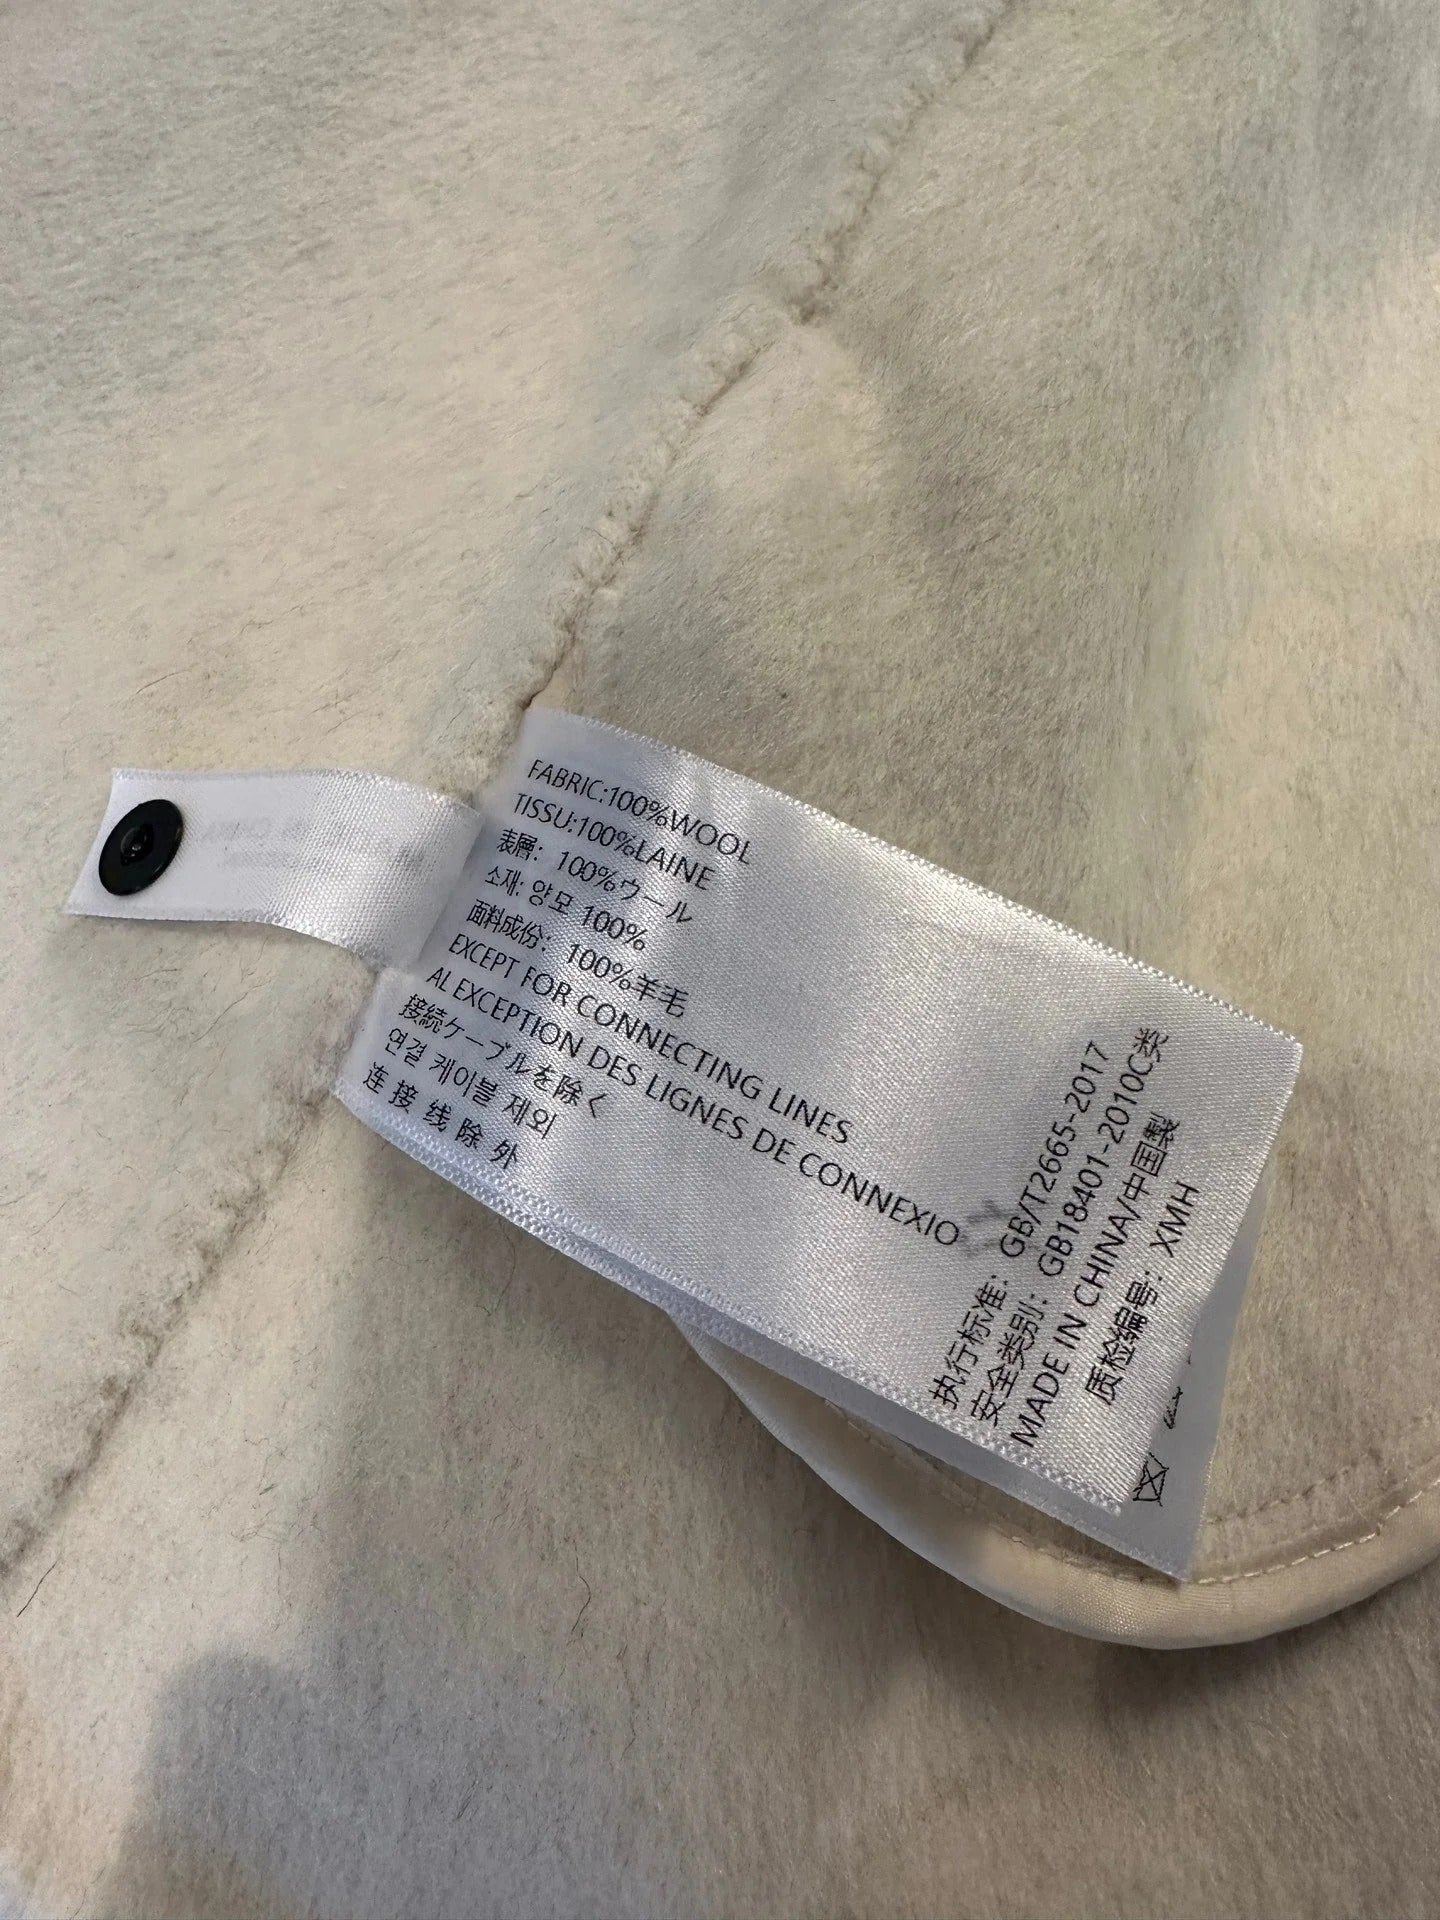 FABRIC:100%WOOL
TISSU:100%LAINE
表層：100%ウール
소재: 양모 100%
面料成份：100%羊毛
EXCEPT FOR CONNECTING LINES
AL EXCEPTION DES LIGNES DE CONNEXIO
接続ケーブルを除く
연결 케이블 제외
连接线除外
执行标准：GB/T2665-2017
安全类别：GB18401-2010C类
MADE IN CHINA/中国製
质检编号：XMH